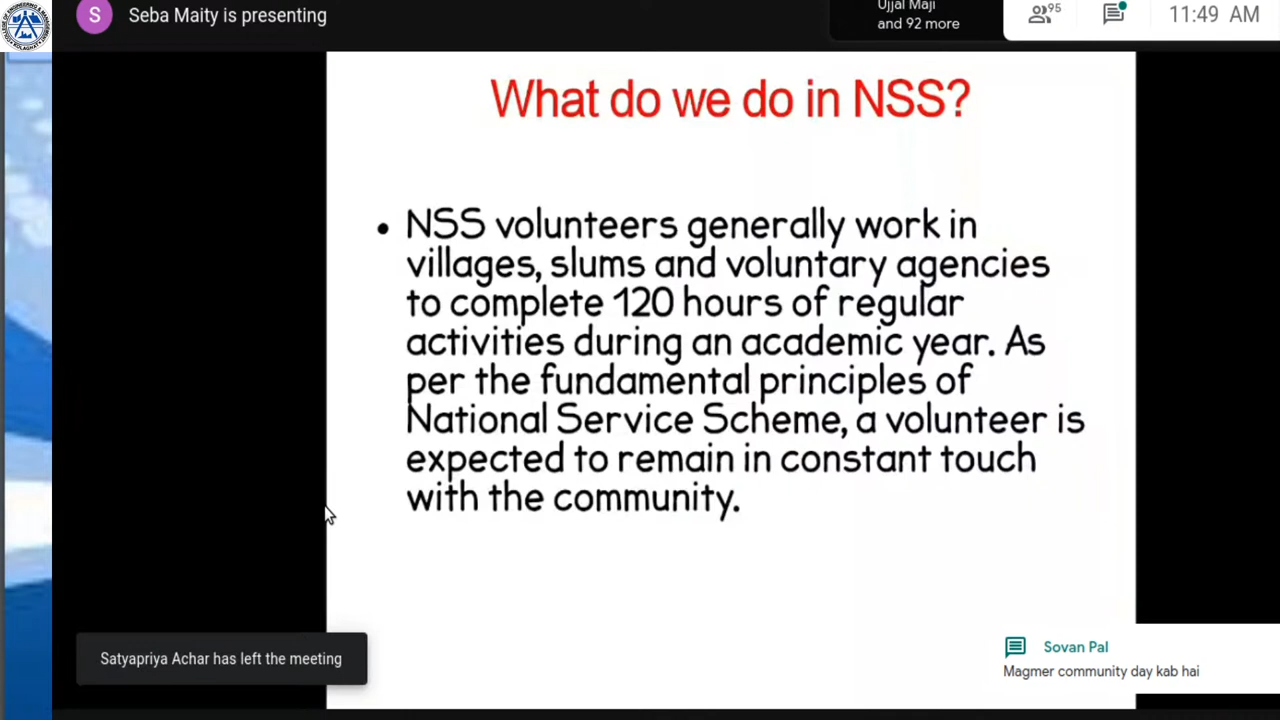 S
Seba Maity is presenting
Ujjal Maji
and 92 more
95
11:49 AM
What do we do in NSS?
• NSS volunteers generally work in
villages, slums and voluntary agencies
to complete 120 hours of regular
activities during an academic year. As
per the fundamental principles of
National Service Scheme, a volunteer is
expected to remain in constant touch
with the community.
Satyapriya Achar has left the meeting
Sovan Pal
Magmer community day kab hai